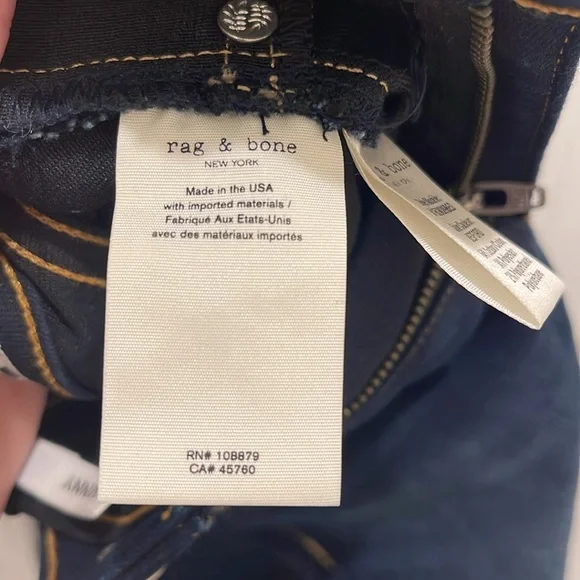 rag & bone
NEW YORK
Made in the USA
with imported materials /
Fabriqué Aux Etats-Unis
avec des matériaux importés
RN# 108879
CA# 45760
& bone